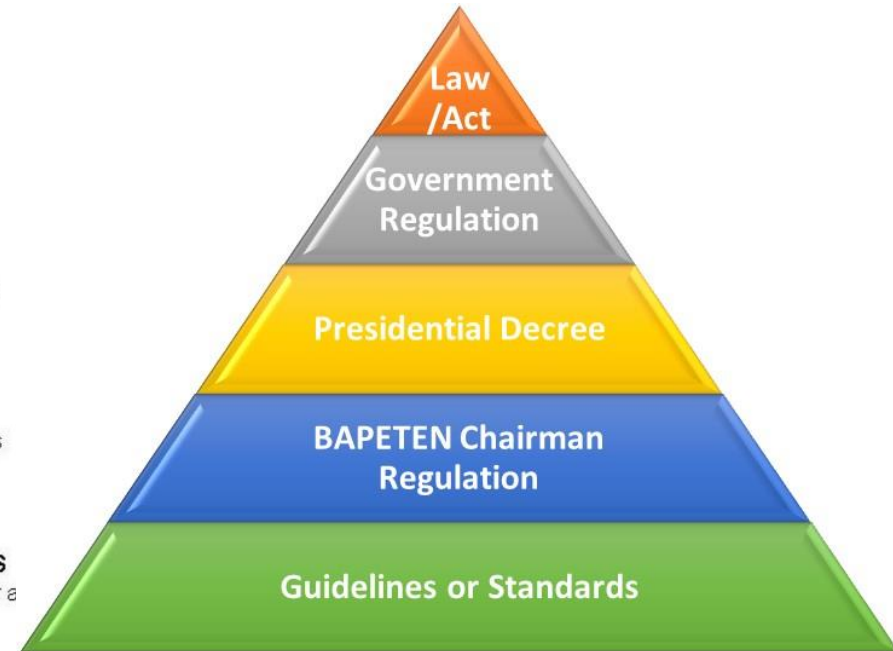 Law
/Act
Government
Regulation
Presidential Decree
s
BAPETEN Chairman
Regulation
s
Guidelines or Standards
r a